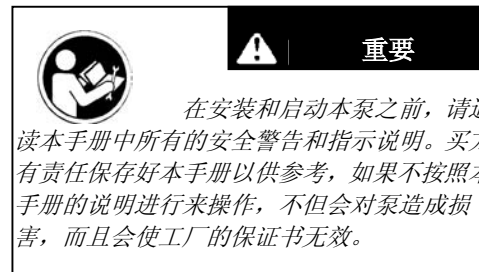 重要
在安装和启动本泵之前，请
读本手册中所有的安全警告和指示说明。买方
有责任保存好本手册以供参考，如果不按照本
手册的说明进行来操作，不但会对泵造成损
害，而且会使工厂的保证书无效。